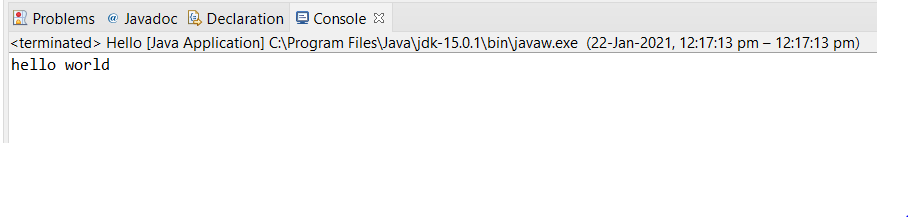 Problems @ Javadoc Declaration Console
<terminated> Hello [Java Application] C:\Program Files\Java\jdk-15.0.1\bin\javaw.exe (22-Jan-2021, 12:17:13 pm – 12:17:13 pm)
hello world